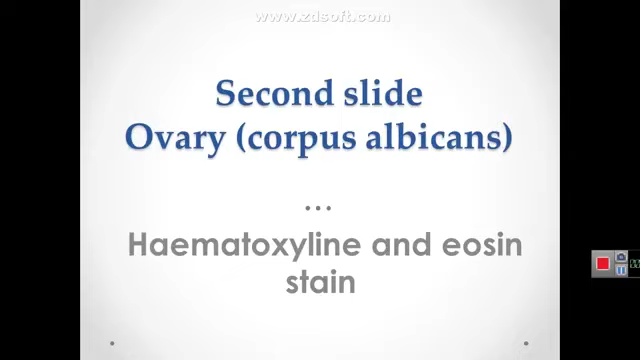 www.zdsoft.com
Second slide
Ovary (corpus albicans)
...
Haematoxyline and eosin
stain